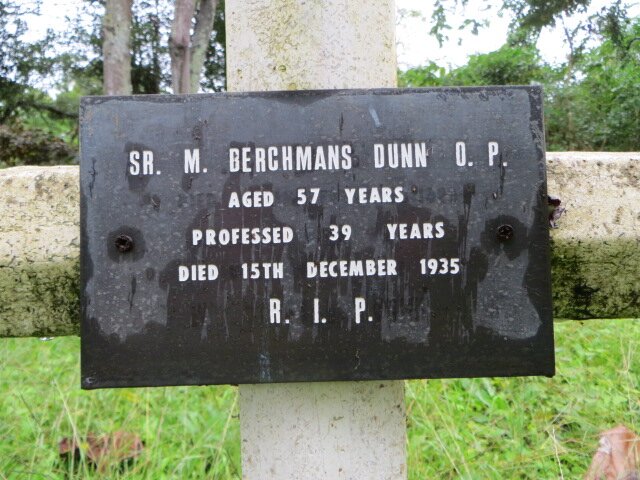 SR. M. BERCHMANS DUNN O. P.
AGED 57 YEARS
PROFESSED 39 YEARS
DIED 15TH DECEMBER 1935
R. I. P.